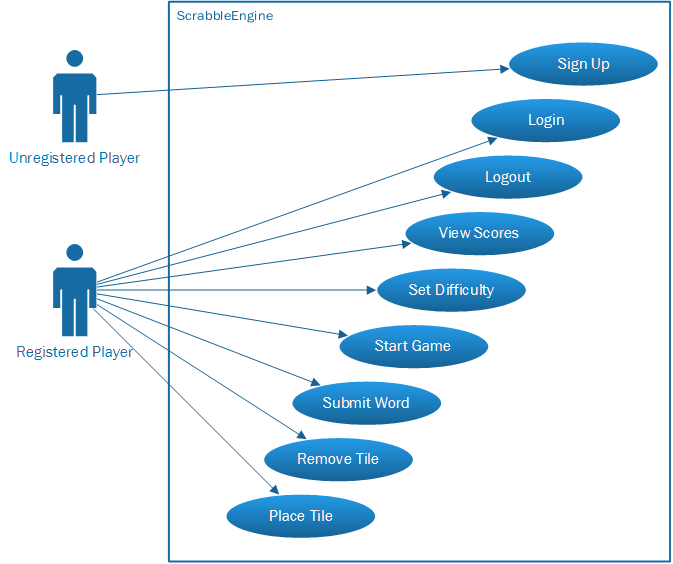 ScrabbleEngine
Sign Up
Login
Unregistered Player
Logout
View Scores
Set Difficulty
Start Game
Registered Player
Submit Word
Remove Tile
Place Tile